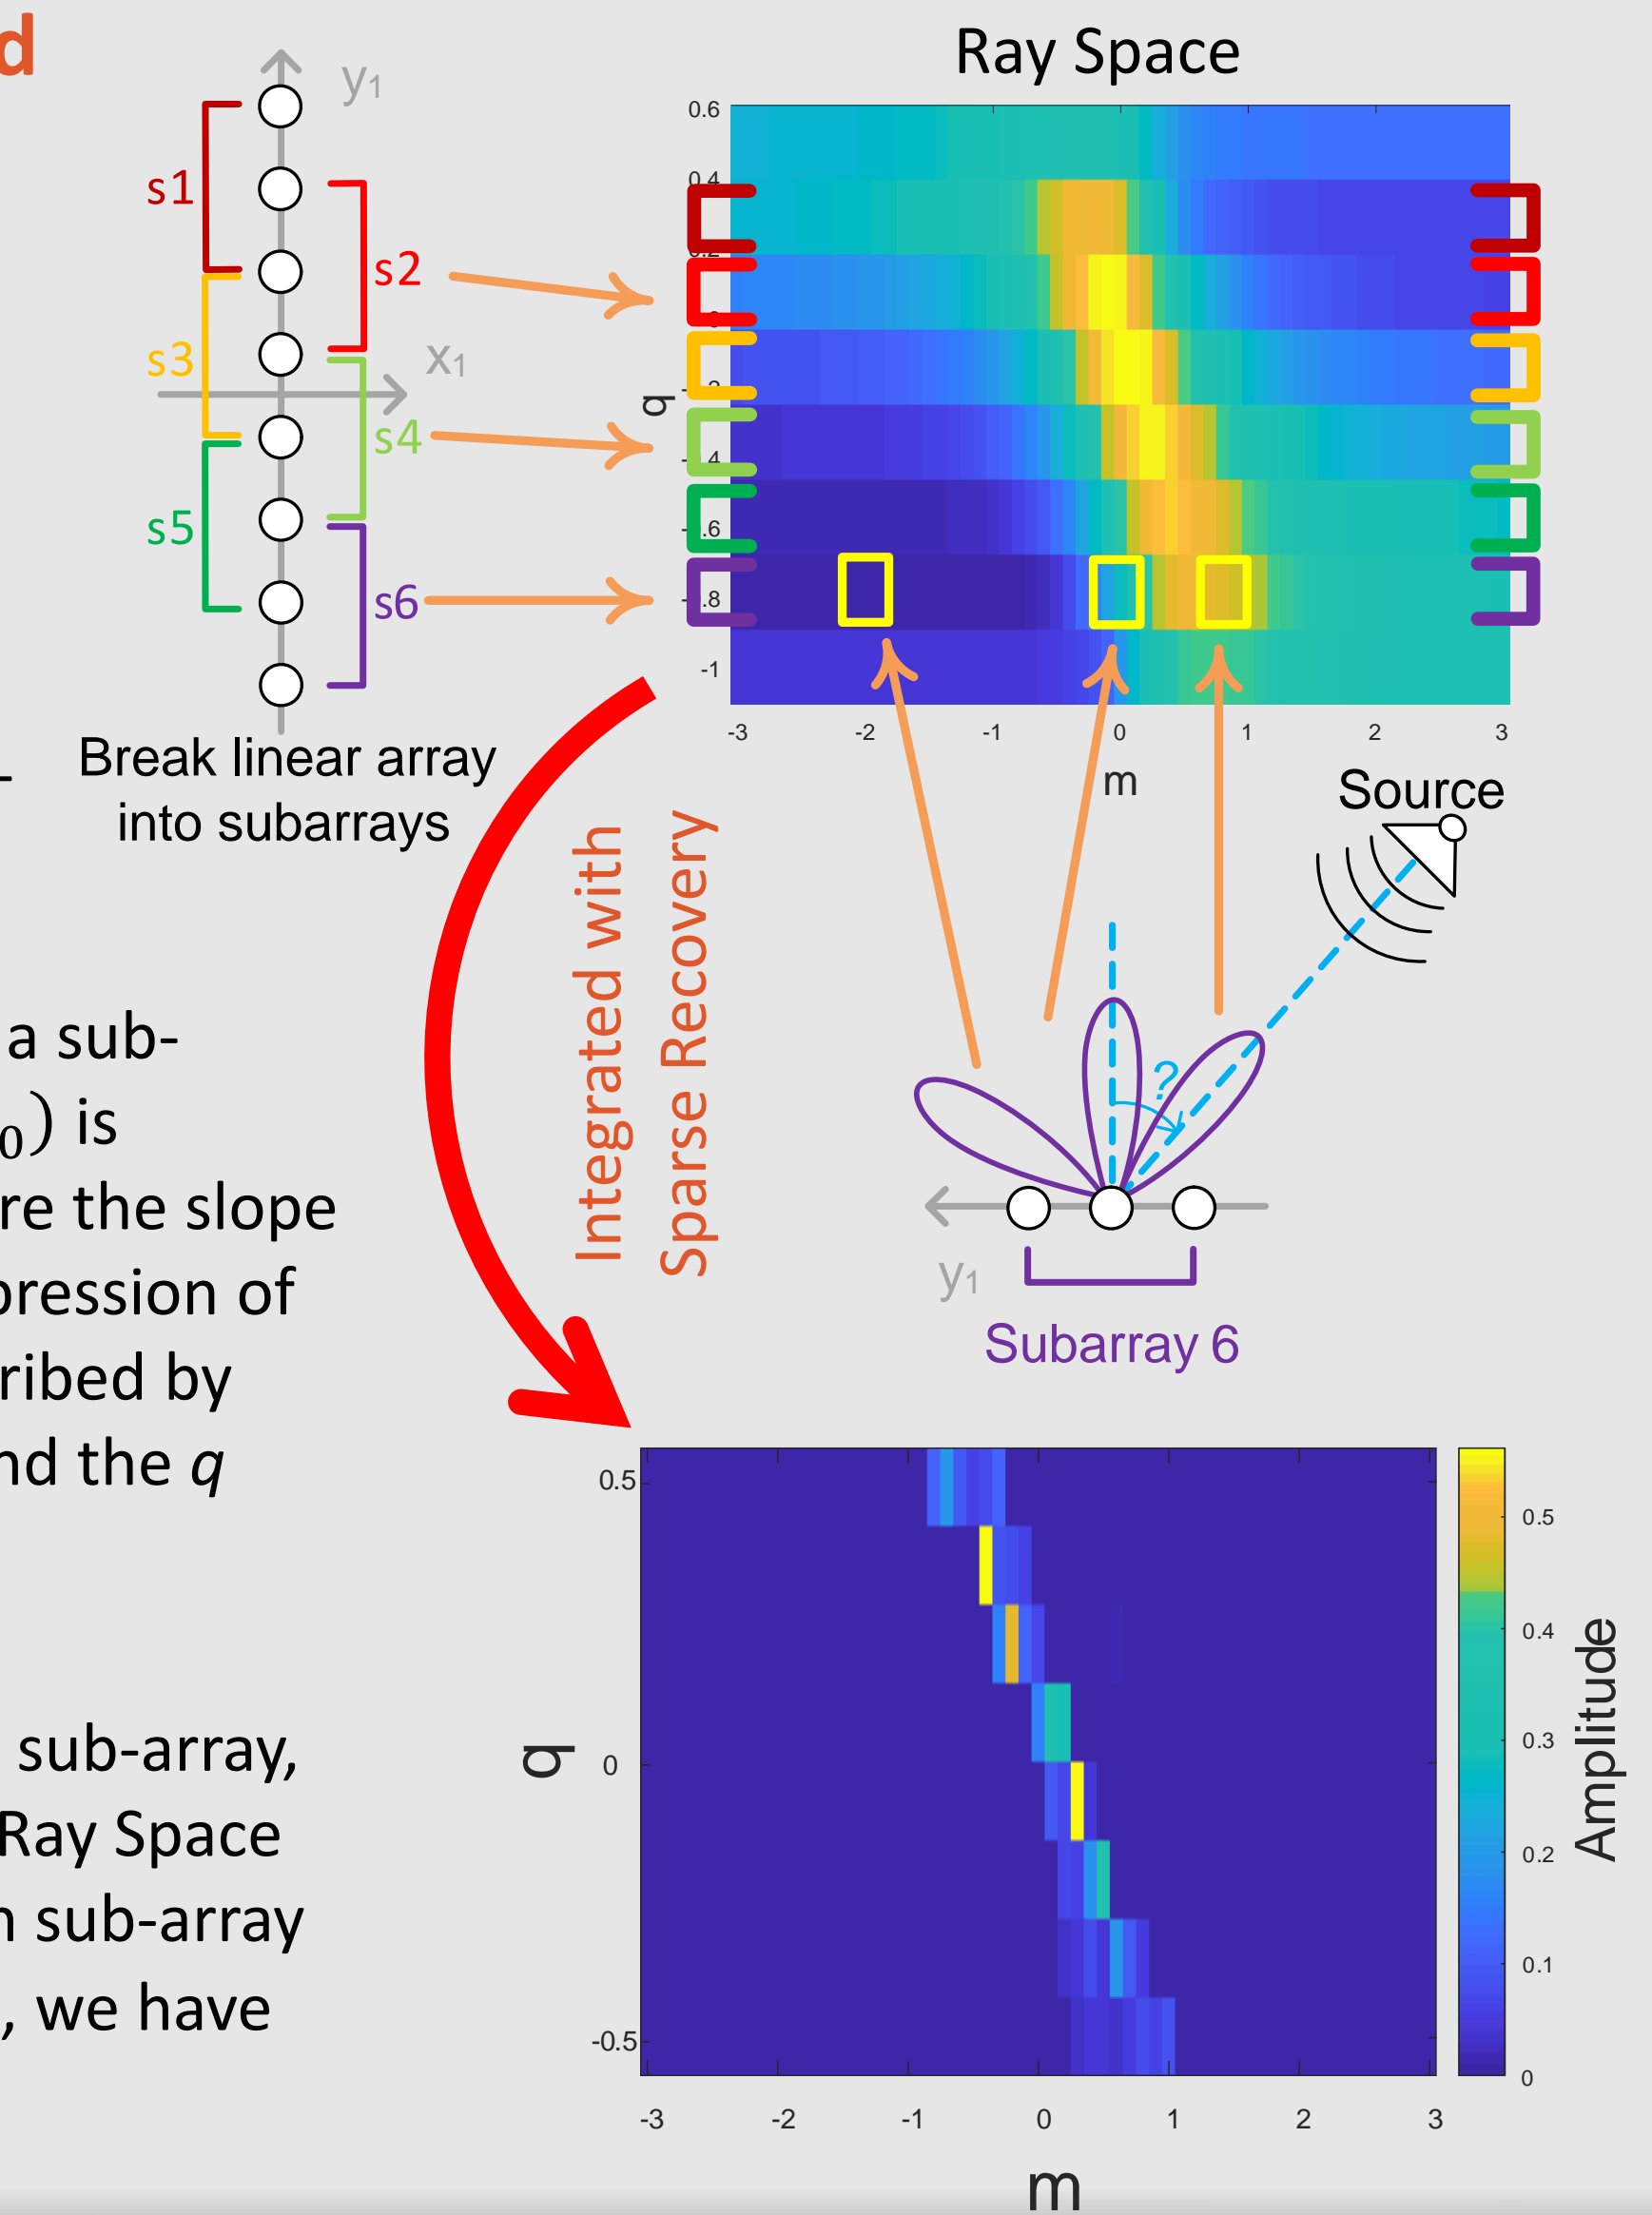 d
y₁
s1
s2
s3
x₁
s4
s5
s6
Break linear array
into subarrays
Ray Space
0.6
0.4
q
-1
-3 -2 -1 0 1 2 3
m
Source
Integrated with
Sparse Recovery
?
y₁
Subarray 6
a sub-
₀) is
re the slope
pression of
ribed by
nd the q
sub-array,
Ray Space
n sub-array
, we have
0.5
0
-0.5
q
-3 -2 -1 0 1 2 3
m
0.5
0.4
0.3
0.2
0.1
0
Amplitude